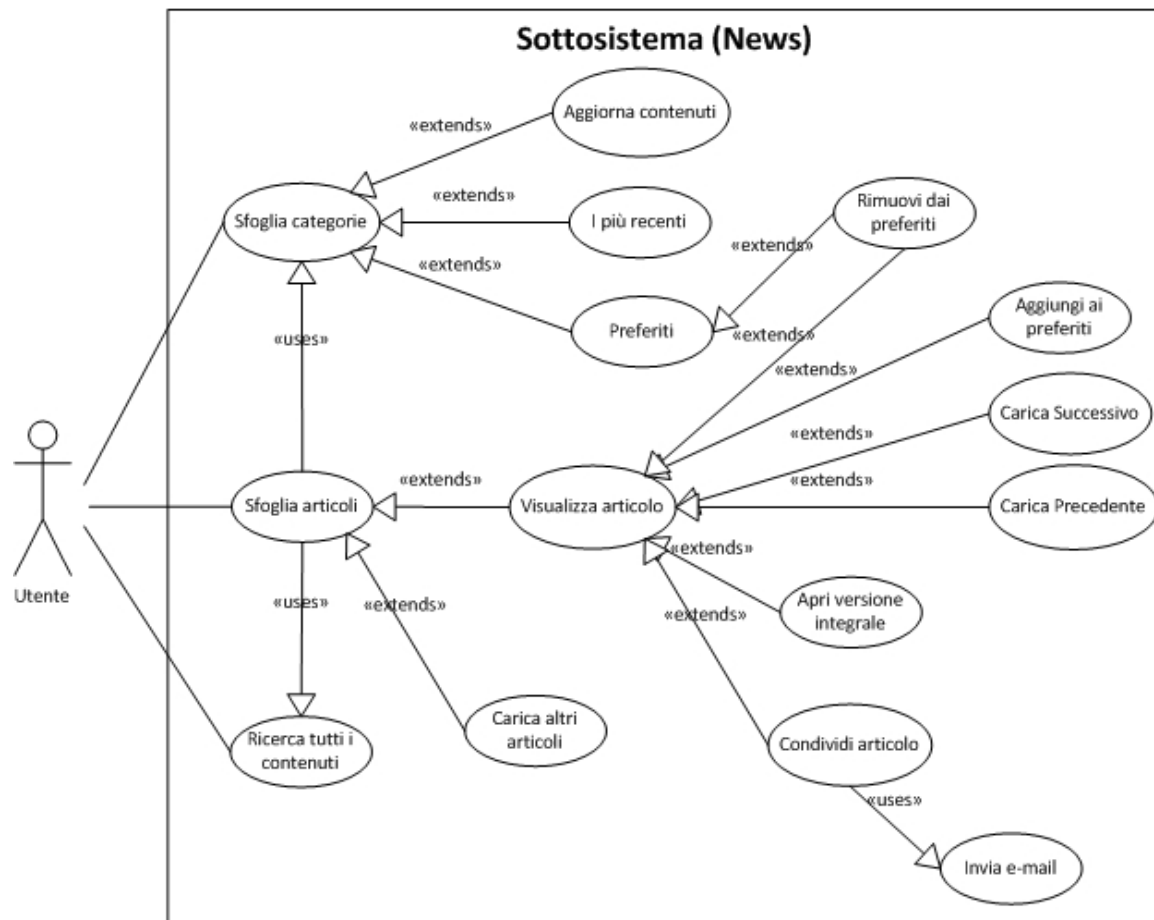 Sottosistema (News)
Aggiorna contenuti
«extends»
Sfoglia categorie
«extends»
I più recenti
Rimuovi dai
preferiti
«extends»
«extends»
Preferiti
«extends»
Aggiungi ai
preferiti
«uses»
«extends»
Carica Successivo
«extends»
Utente
Sfoglia articoli
«extends»
Visualizza articolo
«extends»
Carica Precedente
«extends»
Apri versione
integrale
«uses»
«extends»
«extends»
Ricerca tutti i
contenuti
Carica altri
articoli
Condividi articolo
«uses»
Invia e-mail